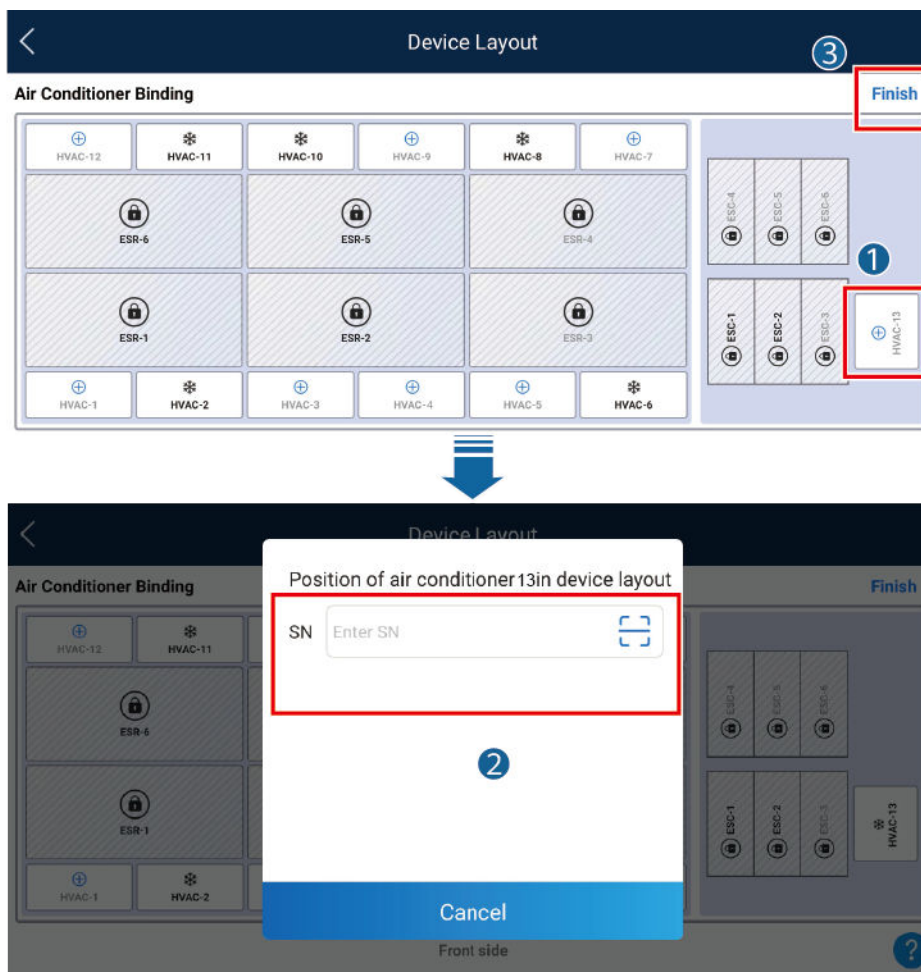 Device Layout
3
Air Conditioner Binding
Finish
HVAC-12
HVAC-11
HVAC-10
HVAC-9
HVAC-8
HVAC-7
ESR-6
ESR-5
ESR-4
ESC-4
ESC-5
ESC-6
1
ESR-1
ESR-2
ESR-3
ESC-1
ESC-2
ESC-3
HVAC-13
HVAC-1
HVAC-2
HVAC-3
HVAC-4
HVAC-5
HVAC-6
Device Layout
Air Conditioner Binding
Finish
Position of air conditioner13in device layout
SN Enter SN
2
Cancel
HVAC-12
HVAC-11
ESR-6
ESC-4
ESC-5
ESC-6
ESR-1
ESC-1
ESC-2
ESC-3
HVAC-13
HVAC-1
HVAC-2
Front side
?